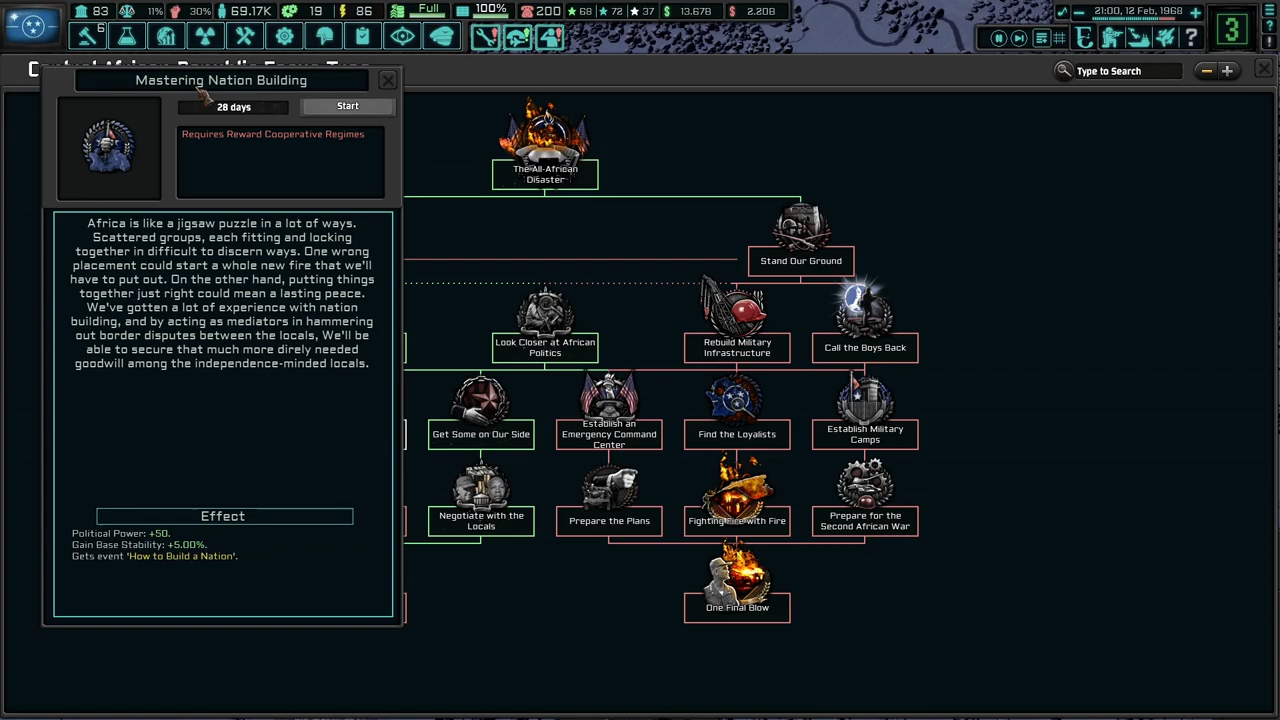 83 11% 30% 69.17K 19 86 Full 100% 200 68 72 37 13.67B 2.20B 21:00, 12 Feb, 1968
6 ? 3
Type to Search
Mastering Nation Building
28 days Start
Requires Reward Cooperative Regimes
Africa is like a jigsaw puzzle in a lot of ways.
Scattered groups, each fitting and locking
together in difficult to discern ways. One wrong
placement could start a whole new fire that we'll
have to put out. On the other hand, putting things
together just right could mean a lasting peace.
We've gotten a lot of experience with nation
building, and by acting as mediators in hammering
out border disputes between the locals, We'll be
able to secure that much more direly needed
goodwill among the independence-minded locals.
Effect
Political Power: +50.
Gain Base Stability: +5.00%.
Gets event 'How to Build a Nation'.
The All-African
Disaster
Stand Our Ground
Look Closer at African
Politics
Rebuild Military
Infrastructure
Call the Boys Back
Get Some on Our Side
Establish an
Emergency Command
Center
Find the Loyalists
Establish Military
Camps
Negotiate with the
Locals
Prepare the Plans
Fighting Fire with Fire
Prepare for the
Second African War
One Final Blow